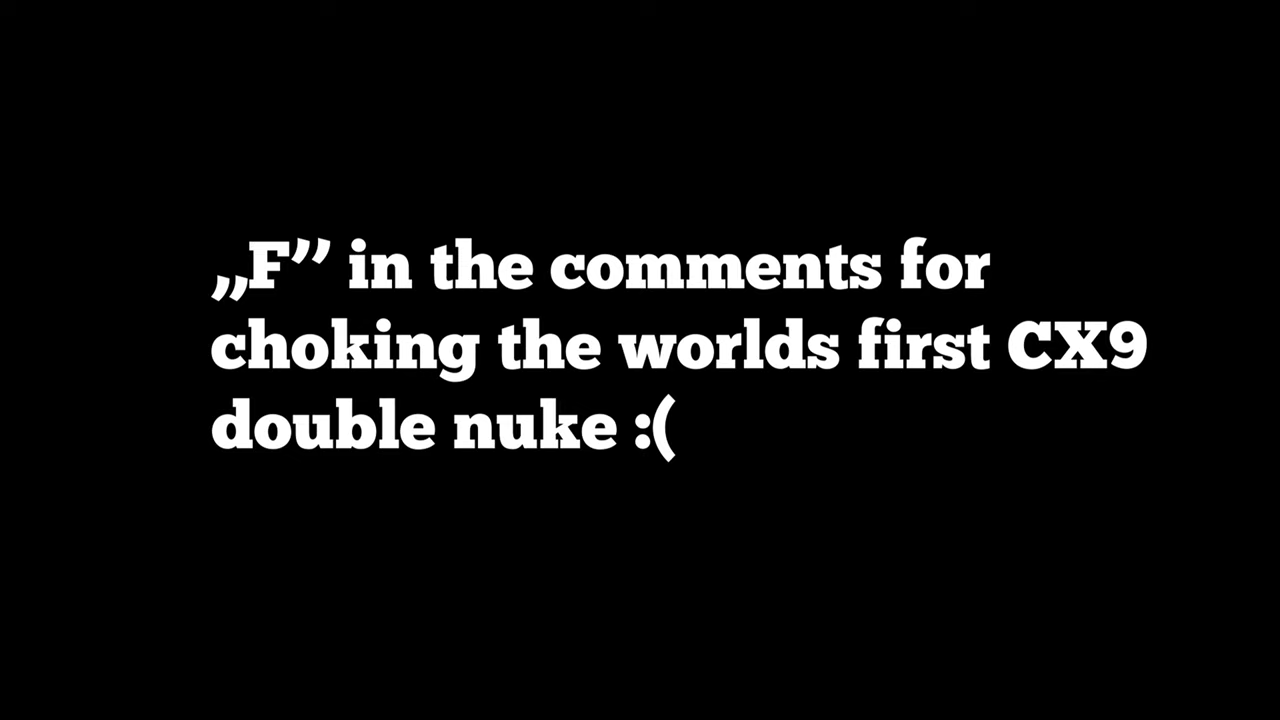 „F” in the comments for
choking the worlds first CX9
double nuke :(